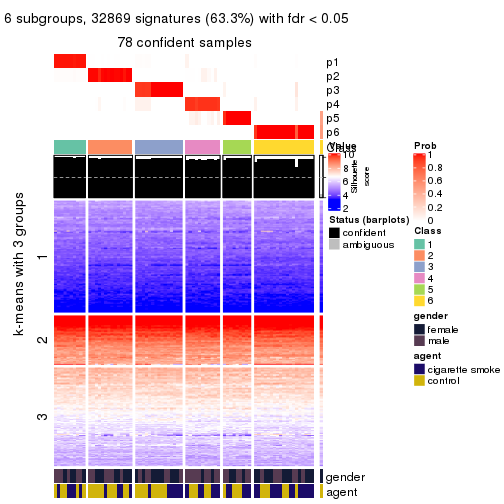 6 subgroups, 32869 signatures (63.3%) with fdr < 0.05
78 confident samples
p1
p2
p3
p4
p5
p6
Class
k-means with 3 groups
1
2
3
gender
agent
Value
10
8
6
4
2
Silhouette
score
Status (barplots)
confident
ambiguous
Prob
1
0.8
0.6
0.4
0.2
0
Class
1
2
3
4
5
6
gender
female
male
agent
cigarette smoke
control